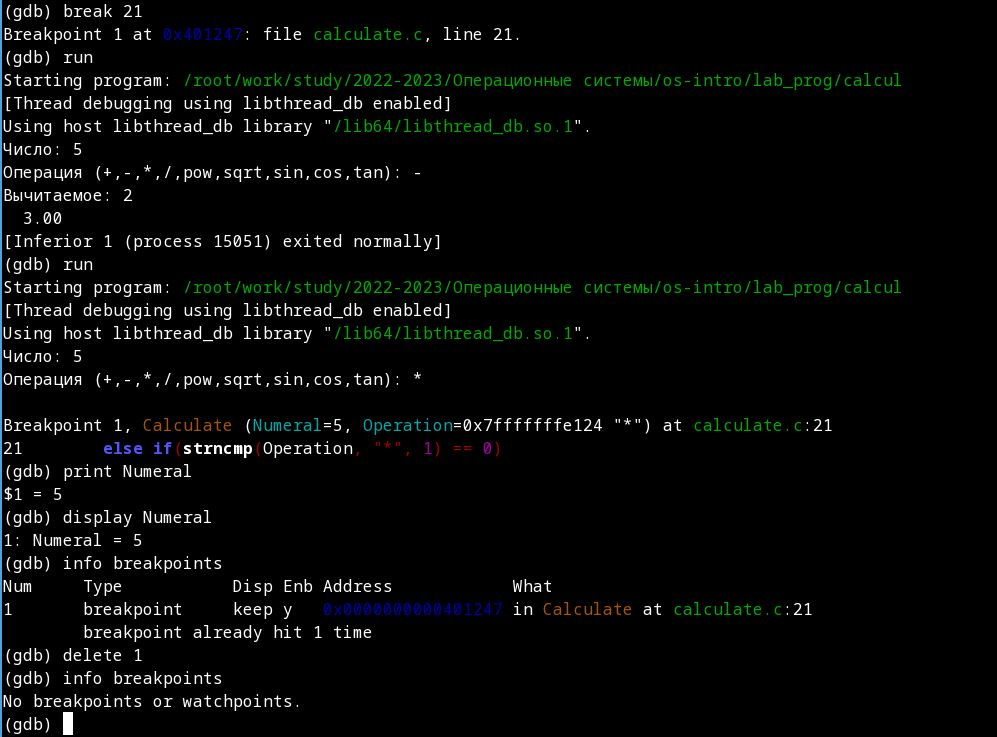 (gdb) break 21
Breakpoint 1 at 0x401247: file calculate.c, line 21.
(gdb) run
Starting program: /root/work/study/2022-2023/Операционные системы/os-intro/lab_prog/calcul
[Thread debugging using libthread_db enabled]
Using host libthread_db library "/lib64/libthread_db.so.1".
Число: 5
Операция (+,-,*,/,pow,sqrt,sin,cos,tan): -
Вычитаемое: 2
  3.00
[Inferior 1 (process 15051) exited normally]
(gdb) run
Starting program: /root/work/study/2022-2023/Операционные системы/os-intro/lab_prog/calcul
[Thread debugging using libthread_db enabled]
Using host libthread_db library "/lib64/libthread_db.so.1".
Число: 5
Операция (+,-,*,/,pow,sqrt,sin,cos,tan): *

Breakpoint 1, Calculate (Numeral=5, Operation=0x7fffffffe124 "*") at calculate.c:21
21        else if(strncmp(Operation, "*", 1) == 0)
(gdb) print Numeral
$1 = 5
(gdb) display Numeral
1: Numeral = 5
(gdb) info breakpoints
Num     Type           Disp Enb Address            What
1       breakpoint     keep y   0x0000000000401247 in Calculate at calculate.c:21
        breakpoint already hit 1 time
(gdb) delete 1
(gdb) info breakpoints
No breakpoints or watchpoints.
(gdb)